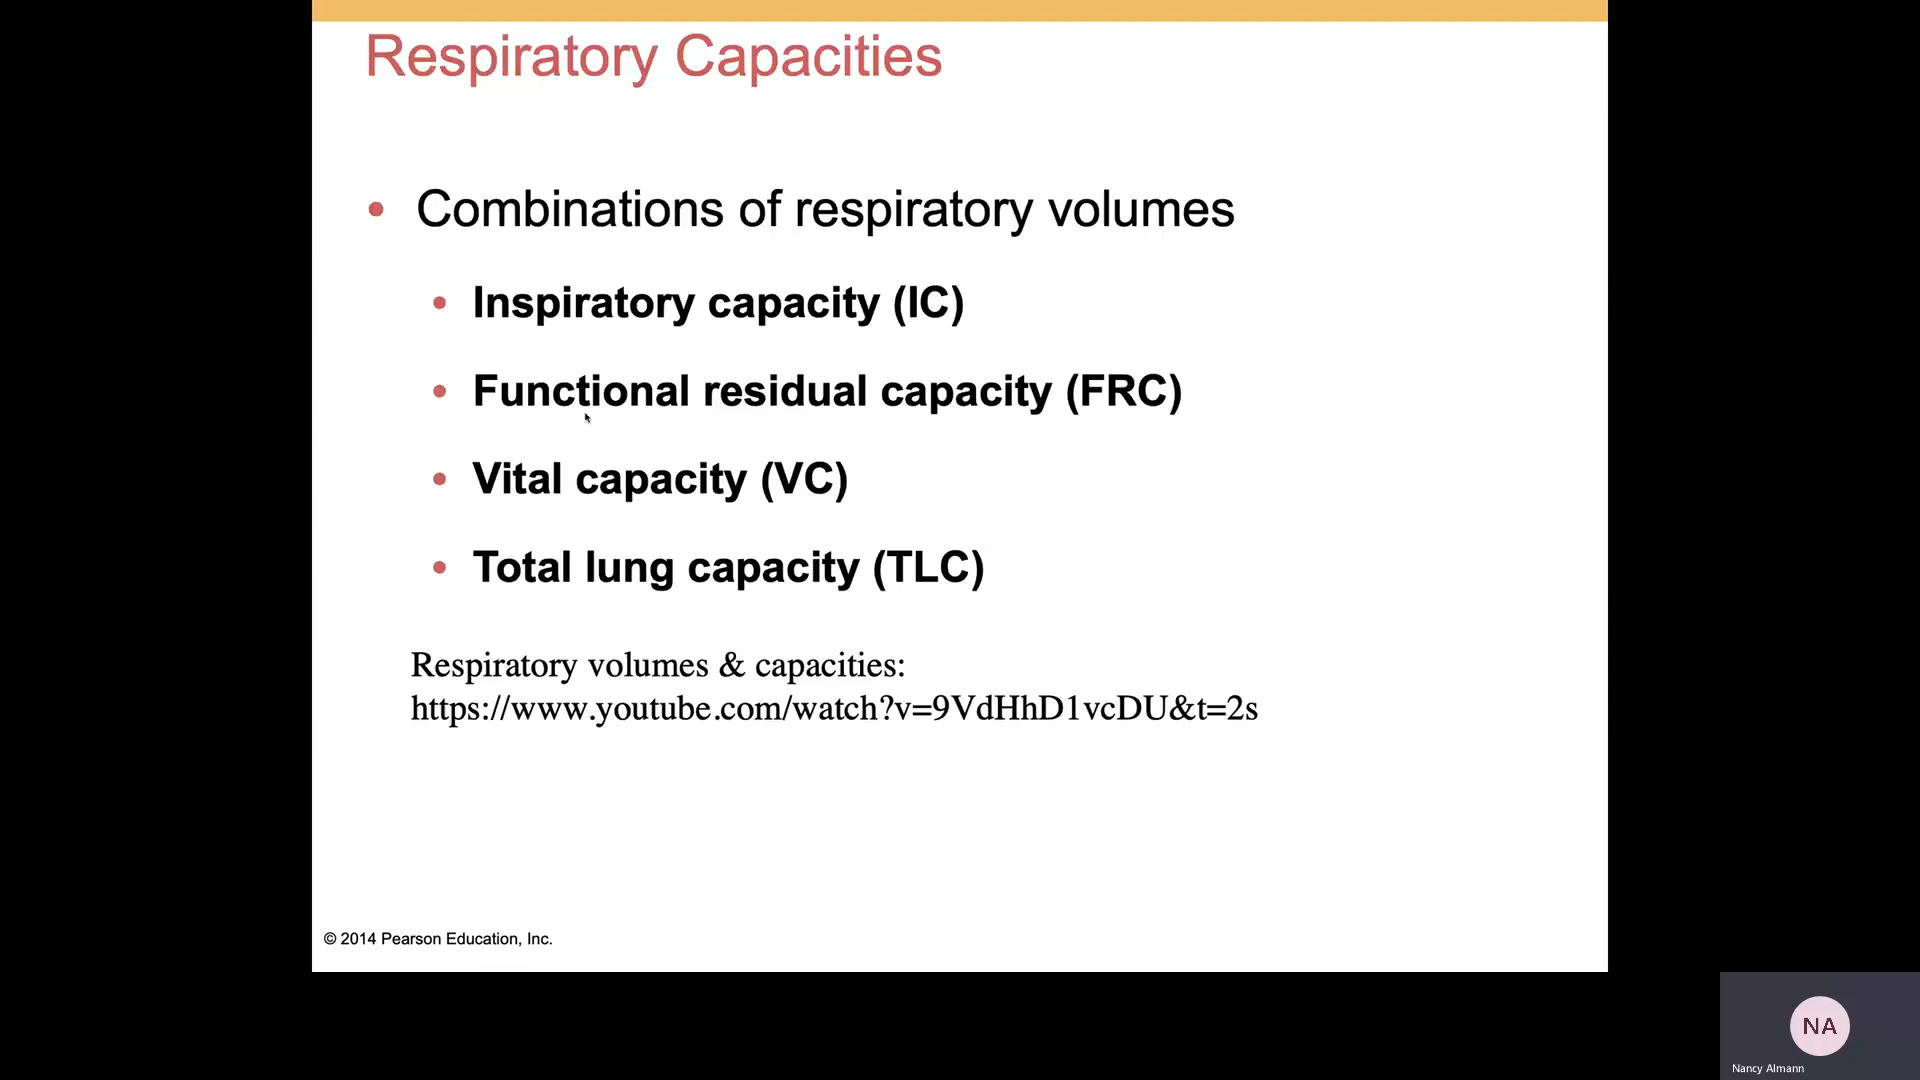 Respiratory Capacities
• Combinations of respiratory volumes
• Inspiratory capacity (IC)
• Functional residual capacity (FRC)
• Vital capacity (VC)
• Total lung capacity (TLC)
Respiratory volumes & capacities:
https://www.youtube.com/watch?v=9VdHhD1vcDU&t=2s
© 2014 Pearson Education, Inc.
NA
Nancy Almann